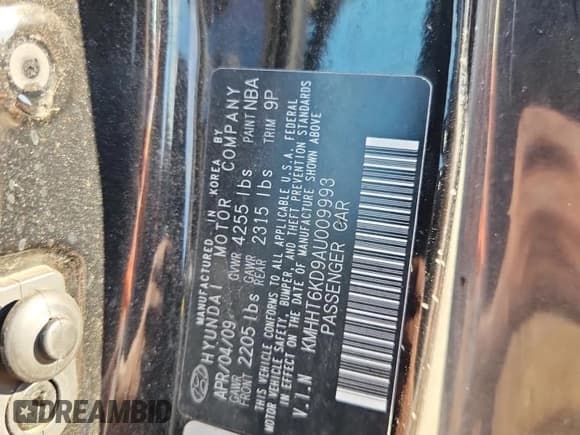 MANUFACTURED IN KOREA BY
HYUNDAI MOTOR COMPANY
APR/04/09 GVWR 4255 lbs PAINT NBA
GAWR FRONT 2205 lbs GAWR REAR 2315 lbs TRIM 9P
THIS VEHICLE CONFORMS TO ALL APPLICABLE U.S.A. FEDERAL
MOTOR VEHICLE SAFETY, BUMPER, AND THEFT PREVENTION STANDARDS
IN EFFECT ON THE DATE OF MANUFACTURE SHOWN ABOVE
V.I.N KMHHT6KD9AU009993
PASSENGER CAR
DREAMBID